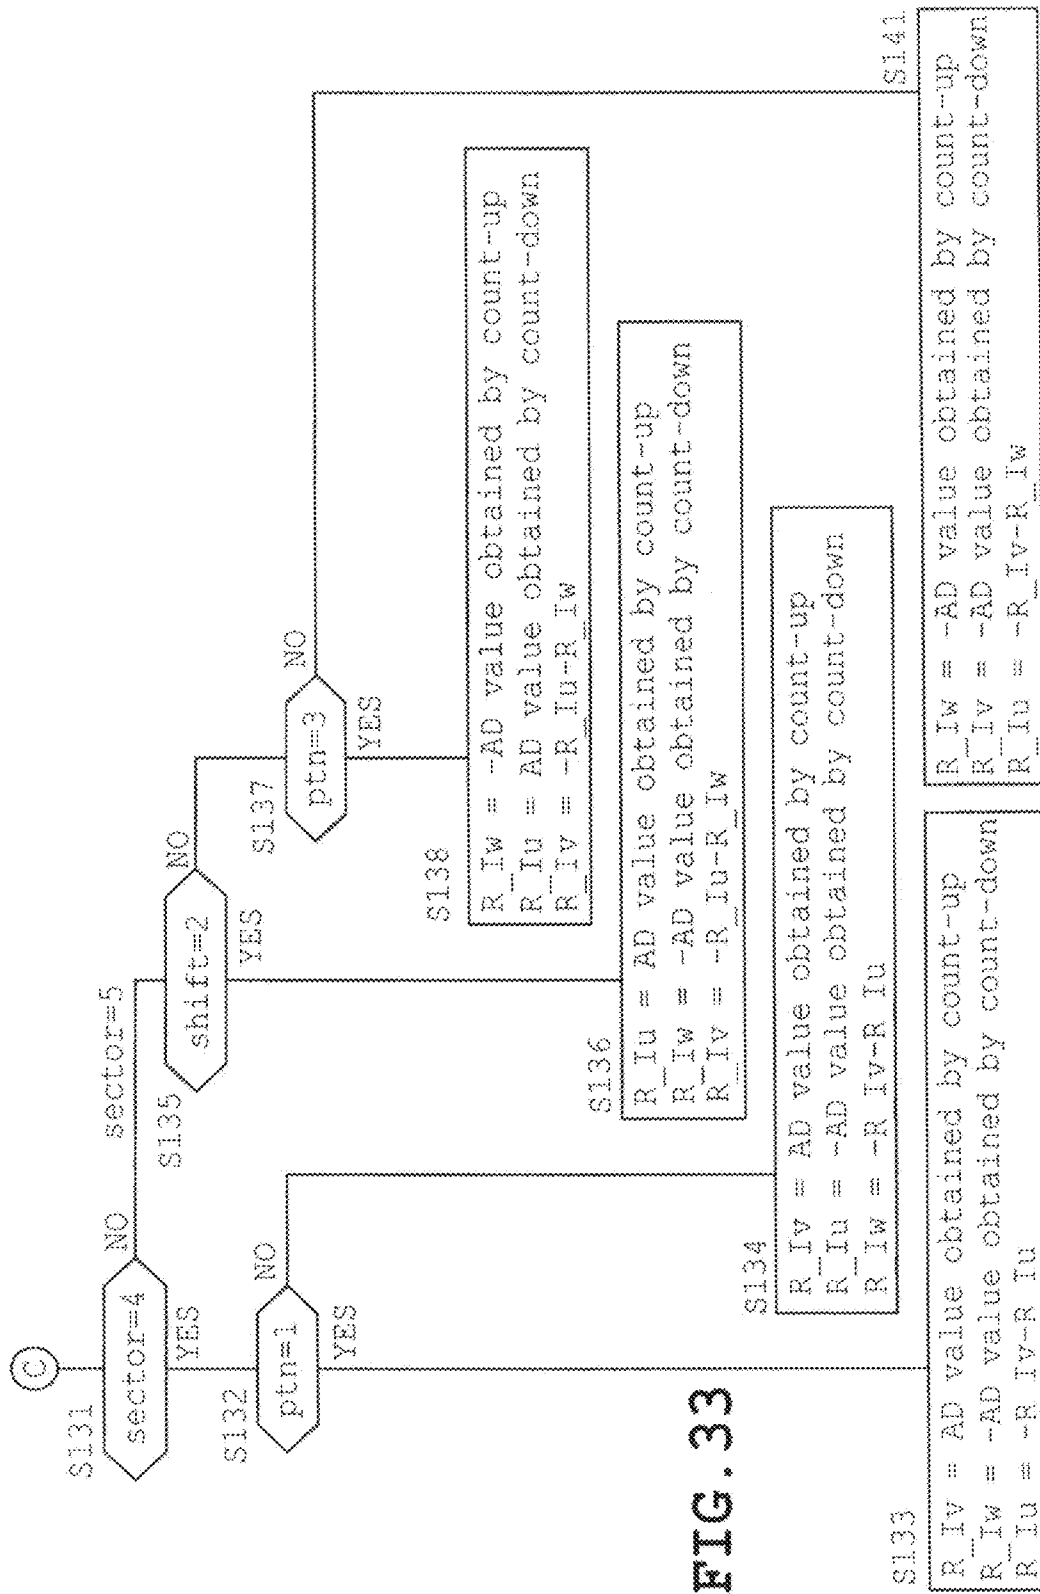 C
S131
sector=4
NO
sector=5
YES
S132
ptn=1
NO
YES
S135
shift=2
NO
YES
S137
ptn=3
NO
YES
S138
R_Iw = -AD value obtained by count-up
R_Iu = AD value obtained by count-down
R_Iv = -R_Iu-R_Iw
S136
R_Iu = AD value obtained by count-up
R_Iw = -AD value obtained by count-down
R_Iv = -R_Iu-R_Iw
S134
R_Iv = AD value obtained by count-up
R_Iu = -AD value obtained by count-down
R_Iw = -R_Iv-R_Iu
S133
R_Iv = AD value obtained by count-up
R_Iw = -AD value obtained by count-down
R_Iu = -R_Iv-R_Iu
S141
R_Iw = -AD value obtained by count-up
R_Iv = -AD value obtained by count-down
R_Iu = -R_Iv-R_Iw
FIG.33